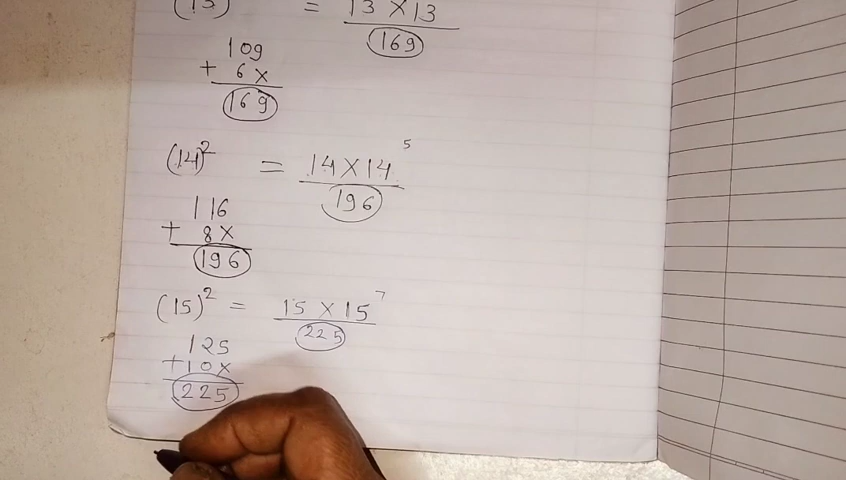 (13) = 13 X 13
169
109
+ 6 x
169
(14)² = 14 X 14 5
196
116
+ 8 x
196
(15)² = 15 X 15 7
225
125
+ 10 x
225